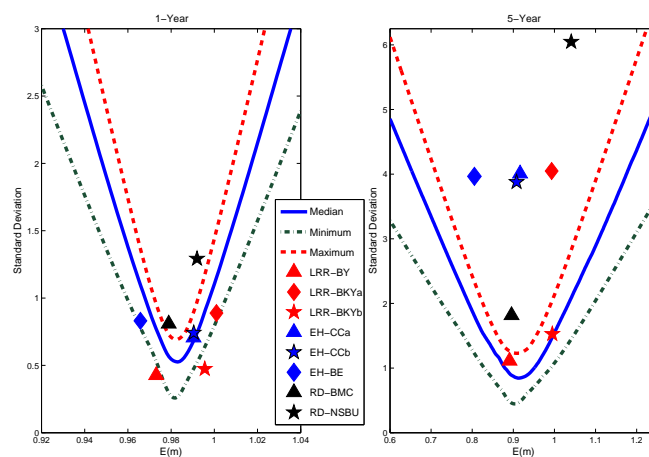 1−Year
5−Year
3
2.5
2
1.5
1
0.5
0
Standard Deviation
0.92
0.94
0.96
0.98
1
1.02
1.04
E(m)
Median
Minimum
Maximum
LRR−BY
LRR−BKYa
LRR−BKYb
EH−CCa
EH−CCb
EH−BE
RD−BMC
RD−NSBU
6
5
4
3
2
1
0
Standard Deviation
0.6
0.7
0.8
0.9
1
1.1
1.2
E(m)